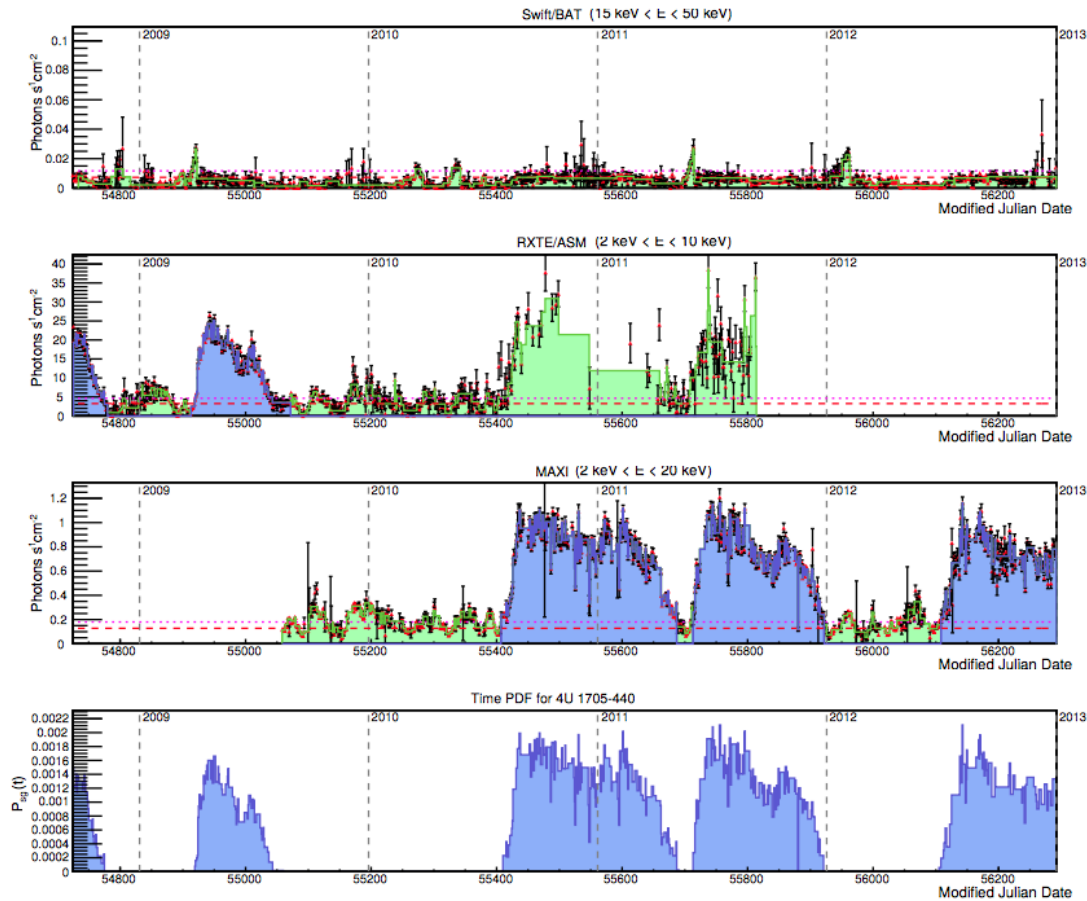 Swift/BAT (15 keV < E < 50 keV)
2009 2010 2011 2012 2013
Photons s¹cm⁻²
0.1
0.08
0.06
0.04
0.02
0
54800 55000 55200 55400 55600 55800 56000 56200
Modified Julian Date
RXTE/ASM (2 keV < E < 10 keV)
2009 2010 2011 2012 2013
Photons s¹cm⁻²
40
35
30
25
20
15
10
5
0
54800 55000 55200 55400 55600 55800 56000 56200
Modified Julian Date
MAXI (2 keV < E < 20 keV)
2009 2010 2011 2012 2013
Photons s¹cm⁻²
1.2
1
0.8
0.6
0.4
0.2
0
54800 55000 55200 55400 55600 55800 56000 56200
Modified Julian Date
Time PDF for 4U 1705-440
2009 2010 2011 2012 2013
P_sg(t)
0.0022
0.002
0.0018
0.0016
0.0014
0.0012
0.001
0.0008
0.0006
0.0004
0.0002
0
54800 55000 55200 55400 55600 55800 56000 56200
Modified Julian Date